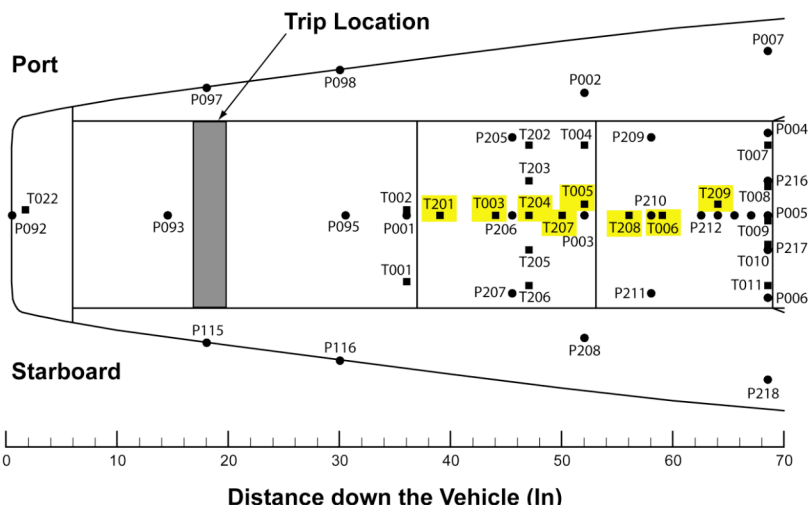 Trip Location
Port
P007
P098
P097
P002
P004
P205
T202
T004
P209
T007
T203
P216
T022
T002
T201
T003
T204
T005
P210
T209
T008
P092
P093
P095
P001
P206
T207
P003
T208
T006
P212
P005
T009
T205
P217
T001
T010
P207
T206
P211
T011
P006
P115
P116
P208
Starboard
P218
0 10 20 30 40 50 60 70
Distance down the Vehicle (In)